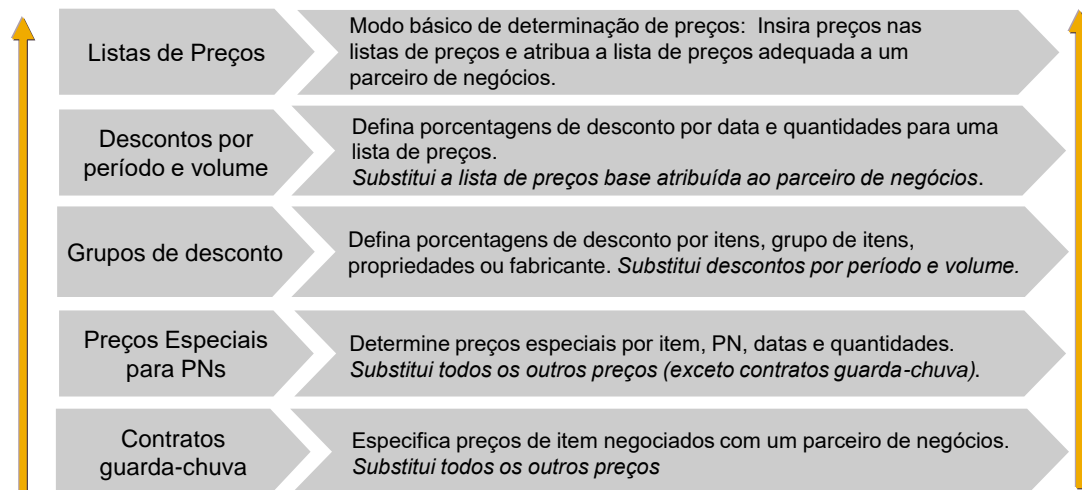 Listas de Preços
Modo básico de determinação de preços:  Insira preços nas
listas de preços e atribua a lista de preços adequada a um
parceiro de negócios.
Descontos por
período e volume
Defina porcentagens de desconto por data e quantidades para uma
lista de preços.
Substitui a lista de preços base atribuída ao parceiro de negócios.
Grupos de desconto
Defina porcentagens de desconto por itens, grupo de itens,
propriedades ou fabricante. Substitui descontos por período e volume.
Preços Especiais
para PNs
Determine preços especiais por item, PN, datas e quantidades.
Substitui todos os outros preços (exceto contratos guarda-chuva).
Contratos
guarda-chuva
Especifica preços de item negociados com um parceiro de negócios.
Substitui todos os outros preços